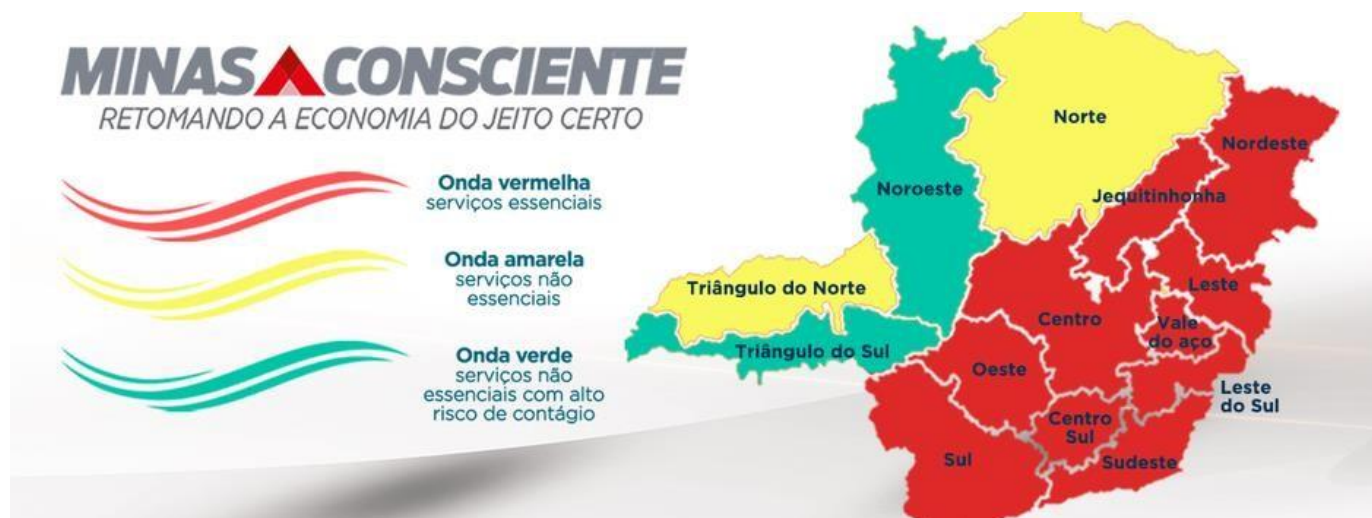 MINAS CONSCIENTE
RETOMANDO A ECONOMIA DO JEITO CERTO
Onda vermelha
serviços essenciais
Onda amarela
serviços não
essenciais
Onda verde
serviços não
essenciais com alto
risco de contágio
Norte
Nordeste
Noroeste
Jequitinhonha
Triângulo do Norte
Leste
Centro
Vale
do aço
Triângulo do Sul
Oeste
Leste
do Sul
Centro
Sul
Sul
Sudeste